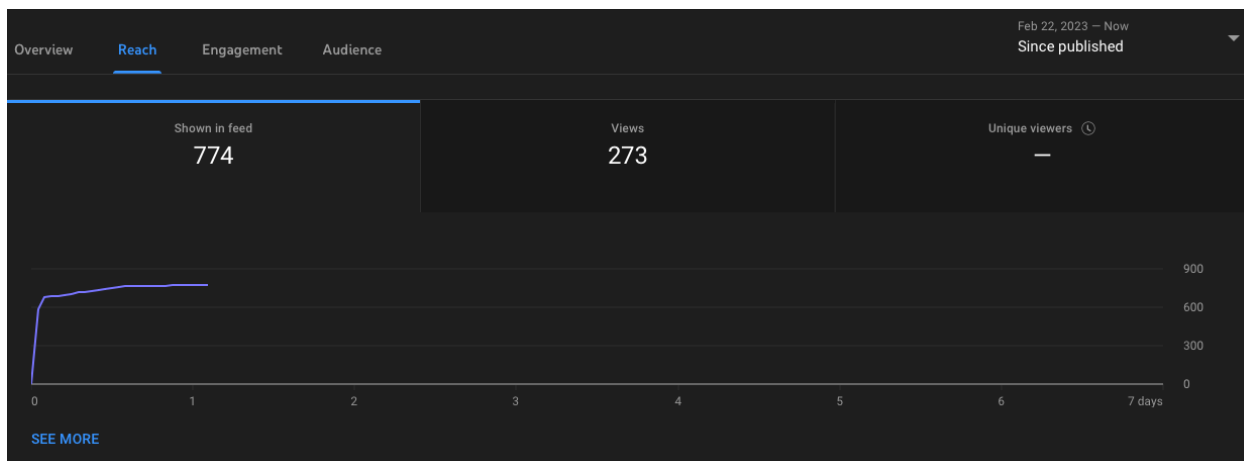 Overview Reach Engagement Audience
Feb 22, 2023 – Now
Since published
Shown in feed
774
Views
273
Unique viewers
—
900
600
300
0
0 1 2 3 4 5 6 7 days
SEE MORE